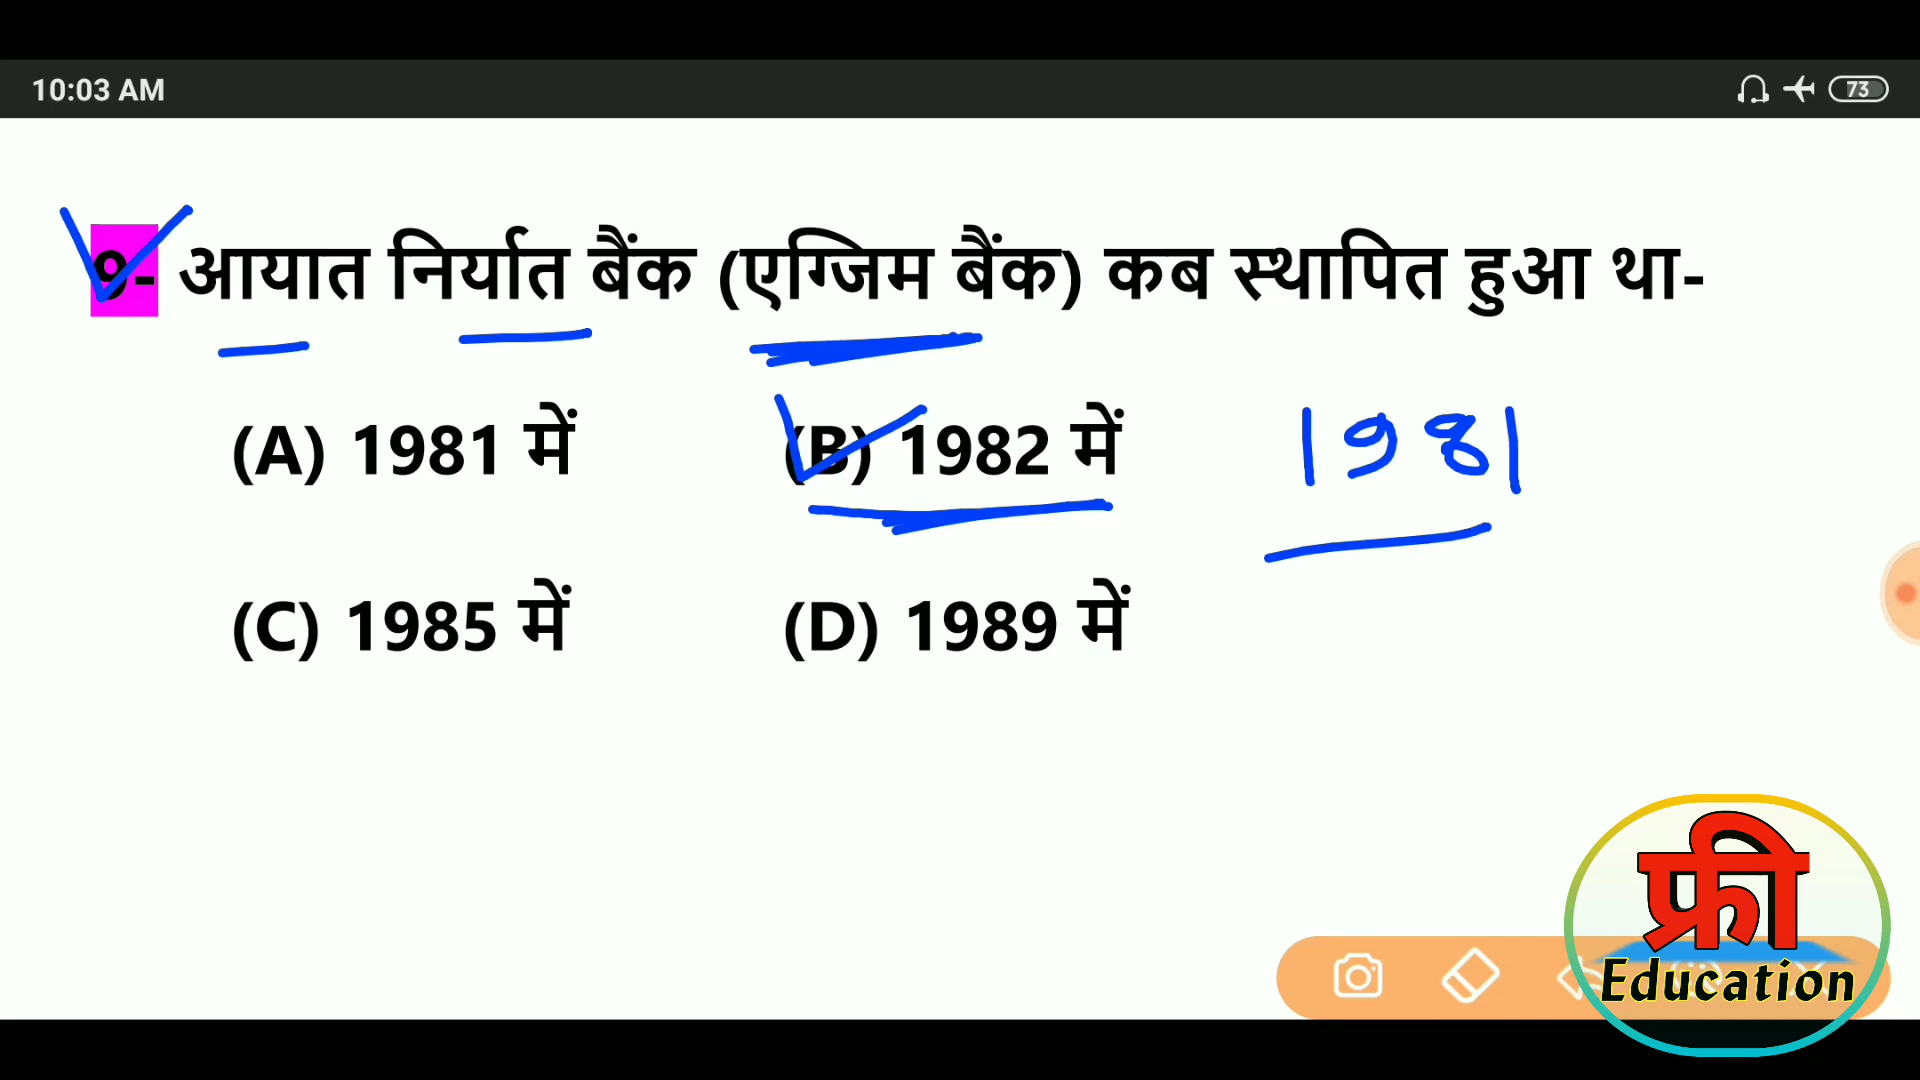 10:03 AM
73
9- आयात निर्यात बैंक (एग्जिम बैंक) कब स्थापित हुआ था-
(A) 1981 में (B) 1982 में 1981
(C) 1985 में (D) 1989 में
फ्री
Education